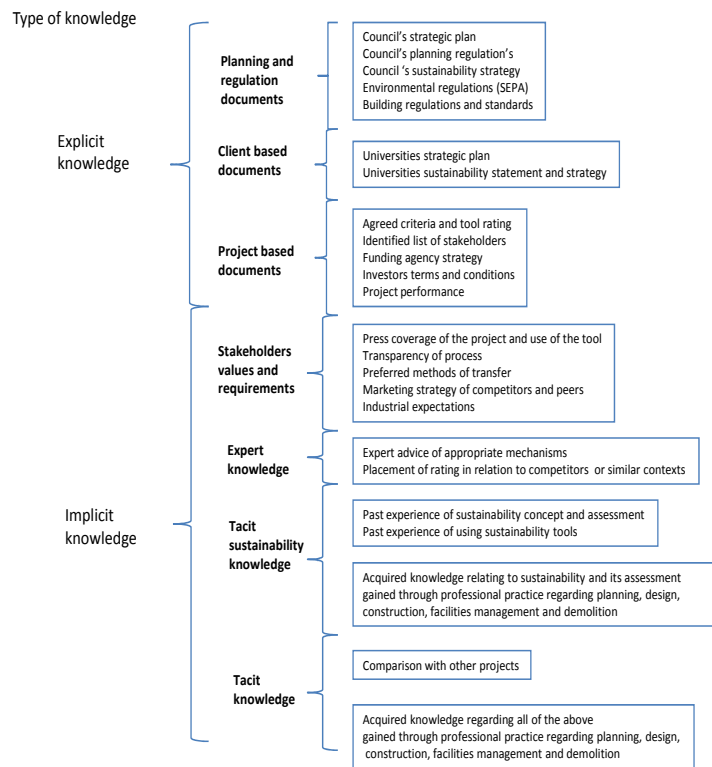 Type of knowledge
Explicit
knowledge
Planning and
regulation
documents
Council's strategic plan
Council's planning regulation's
Council 's sustainability strategy
Environmental regulations (SEPA)
Building regulations and standards
Client based
documents
Universities strategic plan
Universities sustainability statement and strategy
Project based
documents
Agreed criteria and tool rating
Identified list of stakeholders
Funding agency strategy
Investors terms and conditions
Project performance
Implicit
knowledge
Stakeholders
values and
requirements
Press coverage of the project and use of the tool
Transparency of process
Preferred methods of transfer
Marketing strategy of competitors and peers
Industrial expectations
Expert
knowledge
Expert advice of appropriate mechanisms
Placement of rating in relation to competitors or similar contexts
Tacit
sustainability
knowledge
Past experience of sustainability concept and assessment
Past experience of using sustainability tools
Acquired knowledge relating to sustainability and its assessment
gained through professional practice regarding planning, design,
construction, facilities management and demolition
Tacit
knowledge
Comparison with other projects
Acquired knowledge regarding all of the above
gained through professional practice regarding planning, design,
construction, facilities management and demolition